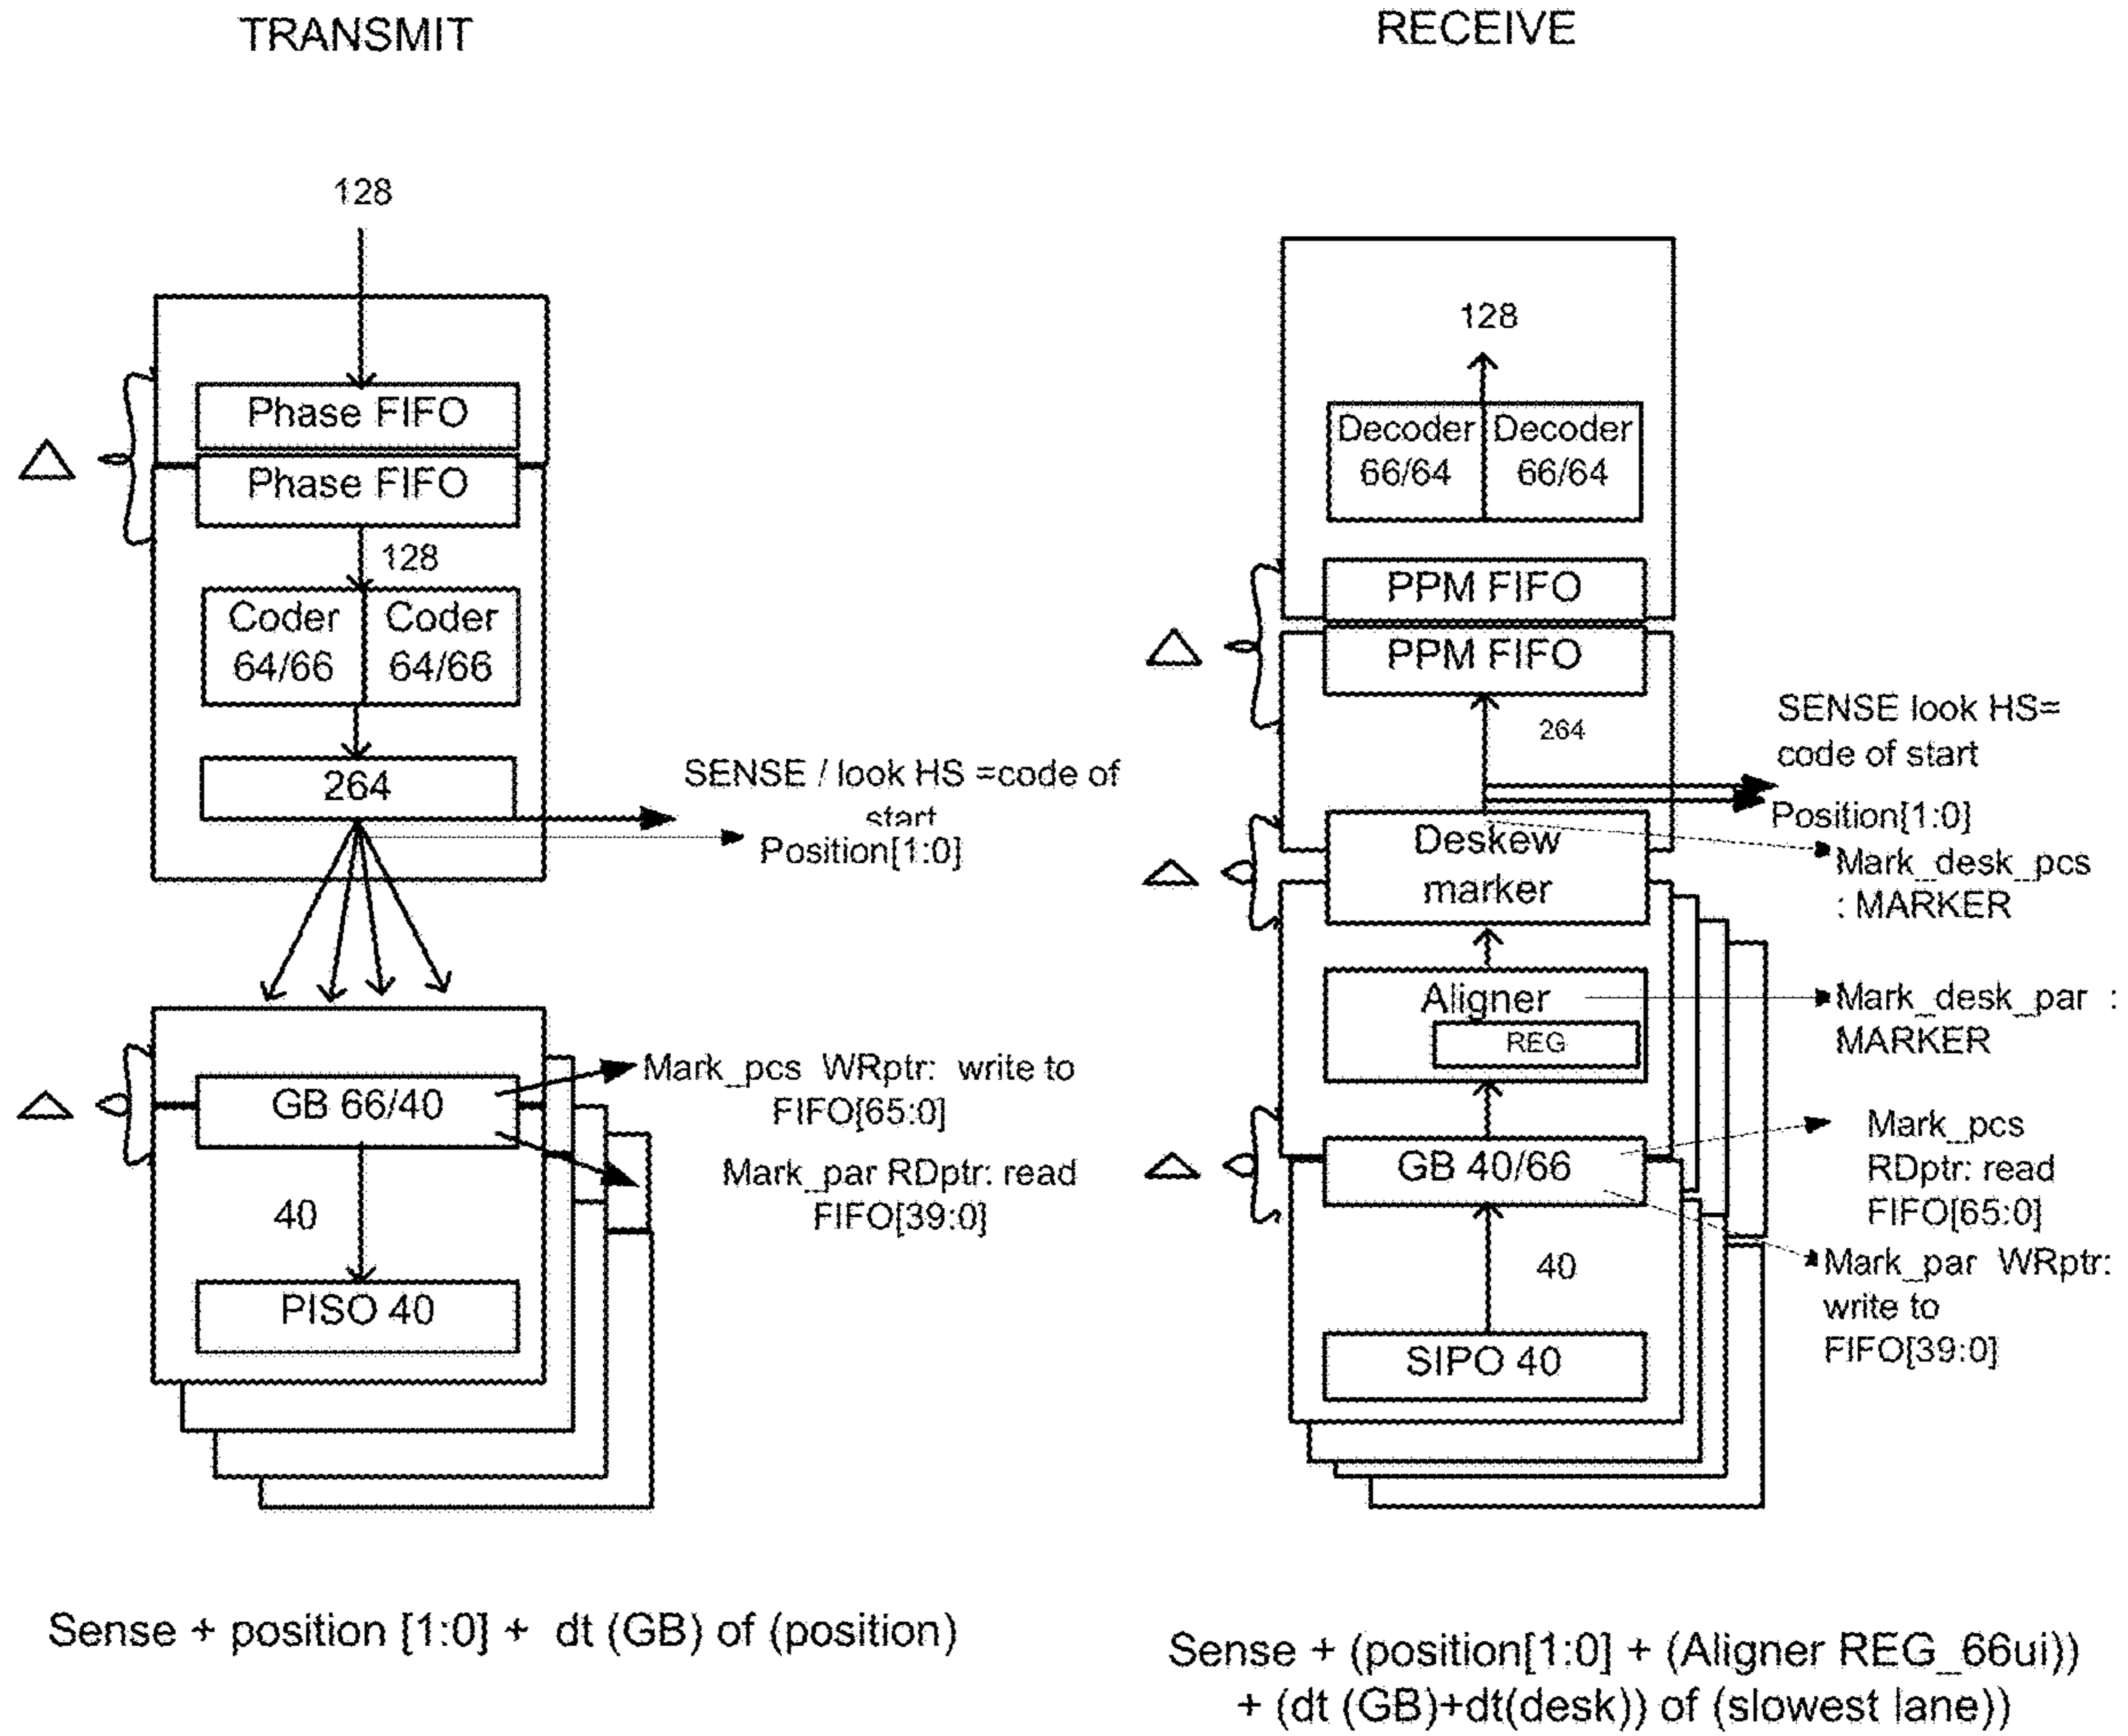 TRANSMIT
128
Phase FIFO
Phase FIFO
128
Coder
64/66
Coder
64/66
264
SENSE / look HS =code of
start
Position[1:0]
Mark_pcs WRptr: write to
FIFO[65:0]
GB 66/40
Mark_par RDptr: read
FIFO[39:0]
40
PISO 40
Sense + position [1:0] + dt (GB) of (position)
RECEIVE
128
Decoder
66/64
Decoder
66/64
PPM FIFO
PPM FIFO
264
SENSE look HS=
code of start
Position[1:0]
Deskew
marker
Mark_desk_pcs
: MARKER
Aligner
REG
Mark_desk_par :
MARKER
GB 40/66
Mark_pcs
RDptr: read
FIFO[65:0]
40
Mark_par WRptr:
write to
FIFO[39:0]
SIPO 40
Sense + (position[1:0] + (Aligner REG_66ui))
+ (dt (GB)+dt(desk)) of (slowest lane))